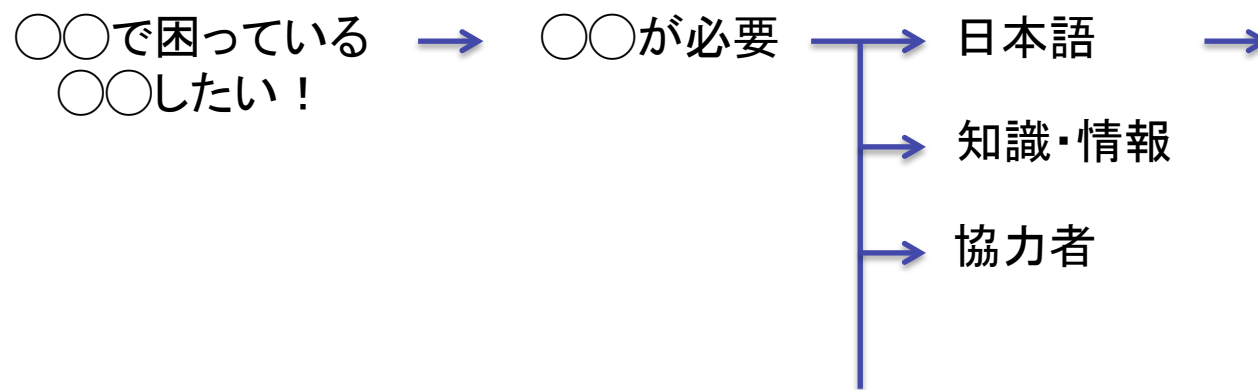 ◯◯で困っている
◯◯したい！
◯◯が必要
日本語
知識・情報
協力者